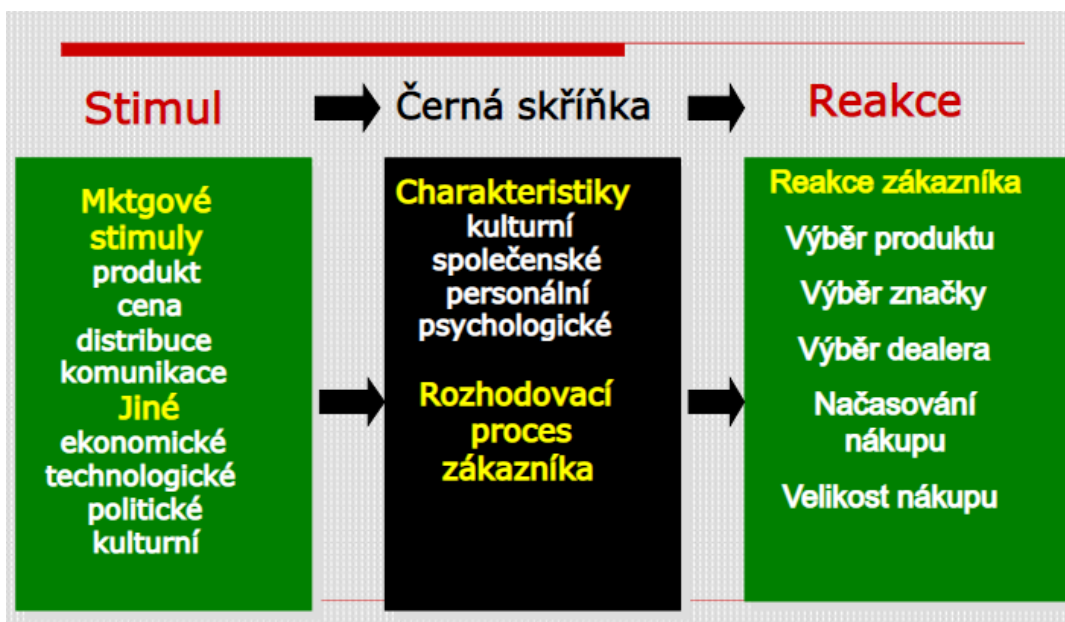 Stimul
Černá skříňka
Reakce
Mktgové
stimuly
produkt
cena
distribuce
komunikace
Jiné
ekonomické
technologické
politické
kulturní
Charakteristiky
kulturní
společenské
personální
psychologické
Rozhodovací
proces
zákazníka
Reakce zákazníka
Výběr produktu
Výběr značky
Výběr dealera
Načasování
nákupu
Velikost nákupu